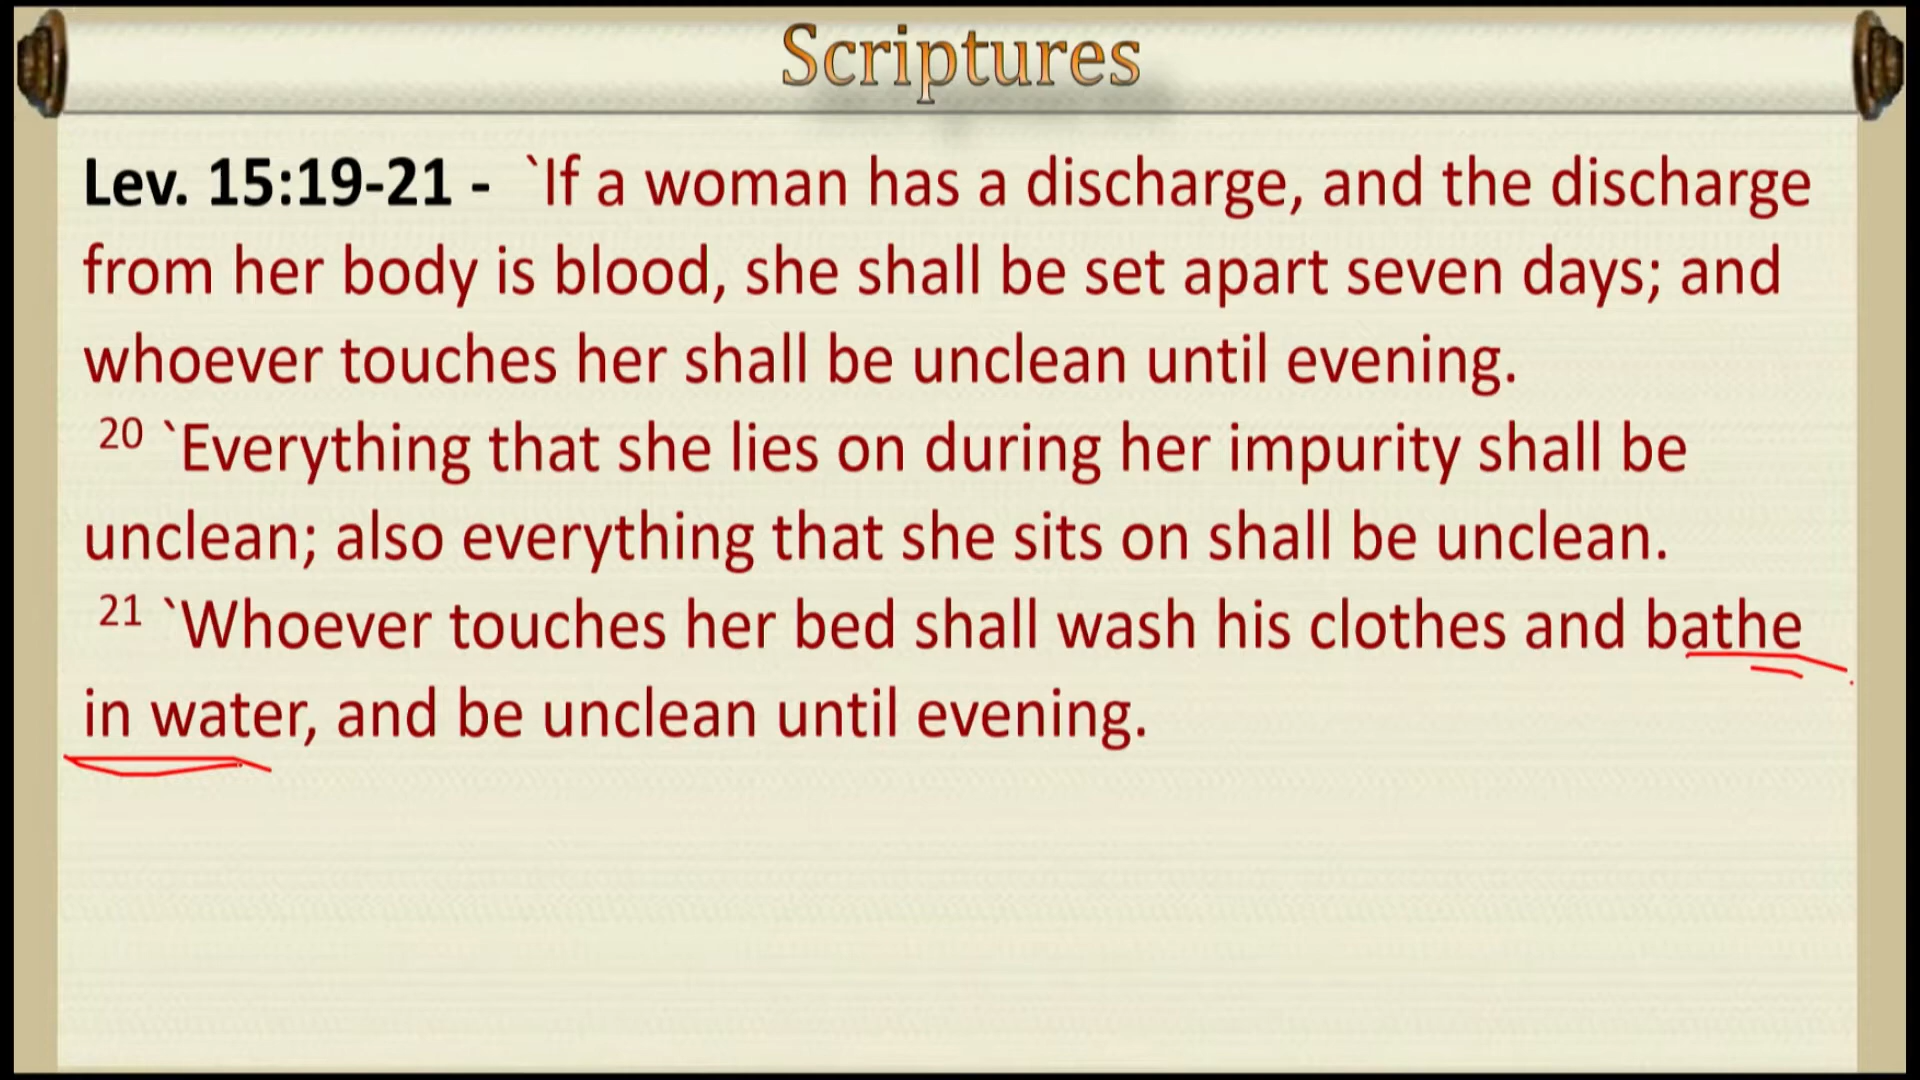 Scriptures
Lev. 15:19-21 - `If a woman has a discharge, and the discharge
from her body is blood, she shall be set apart seven days; and
whoever touches her shall be unclean until evening.
20 `Everything that she lies on during her impurity shall be
unclean; also everything that she sits on shall be unclean.
21 `Whoever touches her bed shall wash his clothes and bathe
in water, and be unclean until evening.